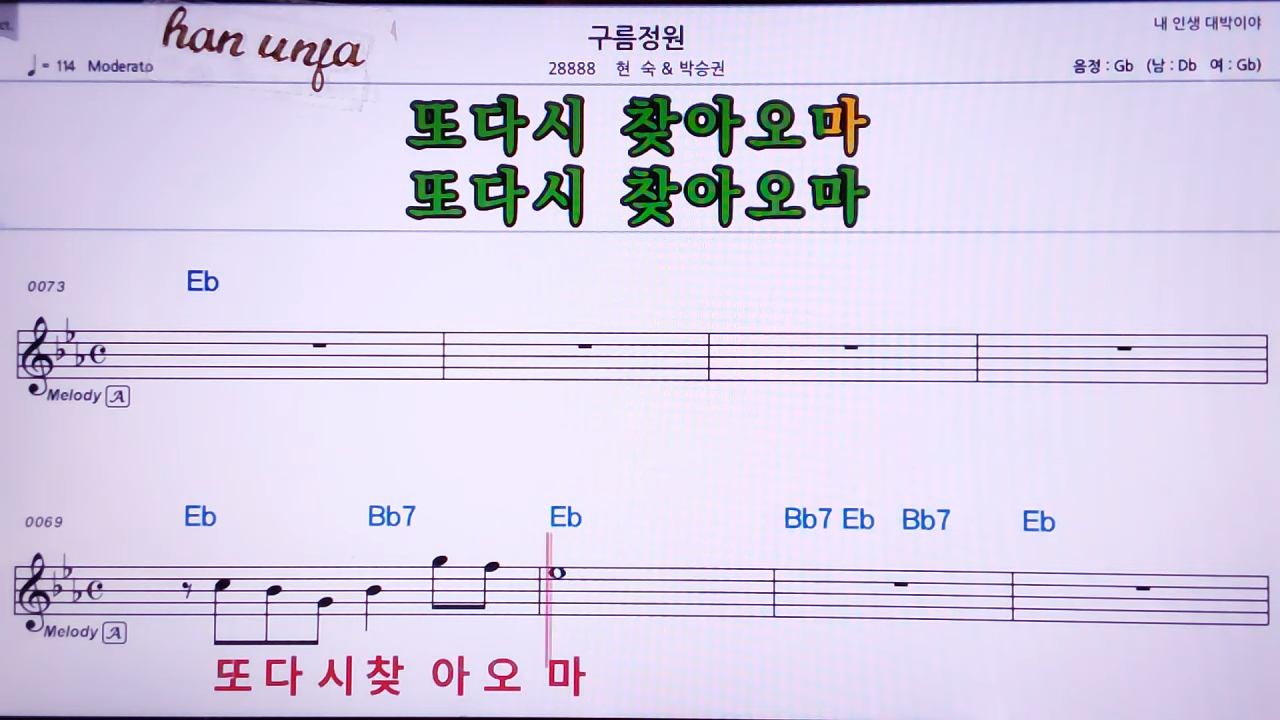 han unja
구름정원
내 인생 대박이야
♩= 114 Moderato
28888 현 숙 & 박승권
음정 : Gb (남 : Db 여 : Gb)
또다시 찾아오마
또다시 찾아오마
0073 Eb
Melody A
0069 Eb Bb7 Eb Bb7 Eb Bb7 Eb
Melody A
또 다 시 찾 아 오 마